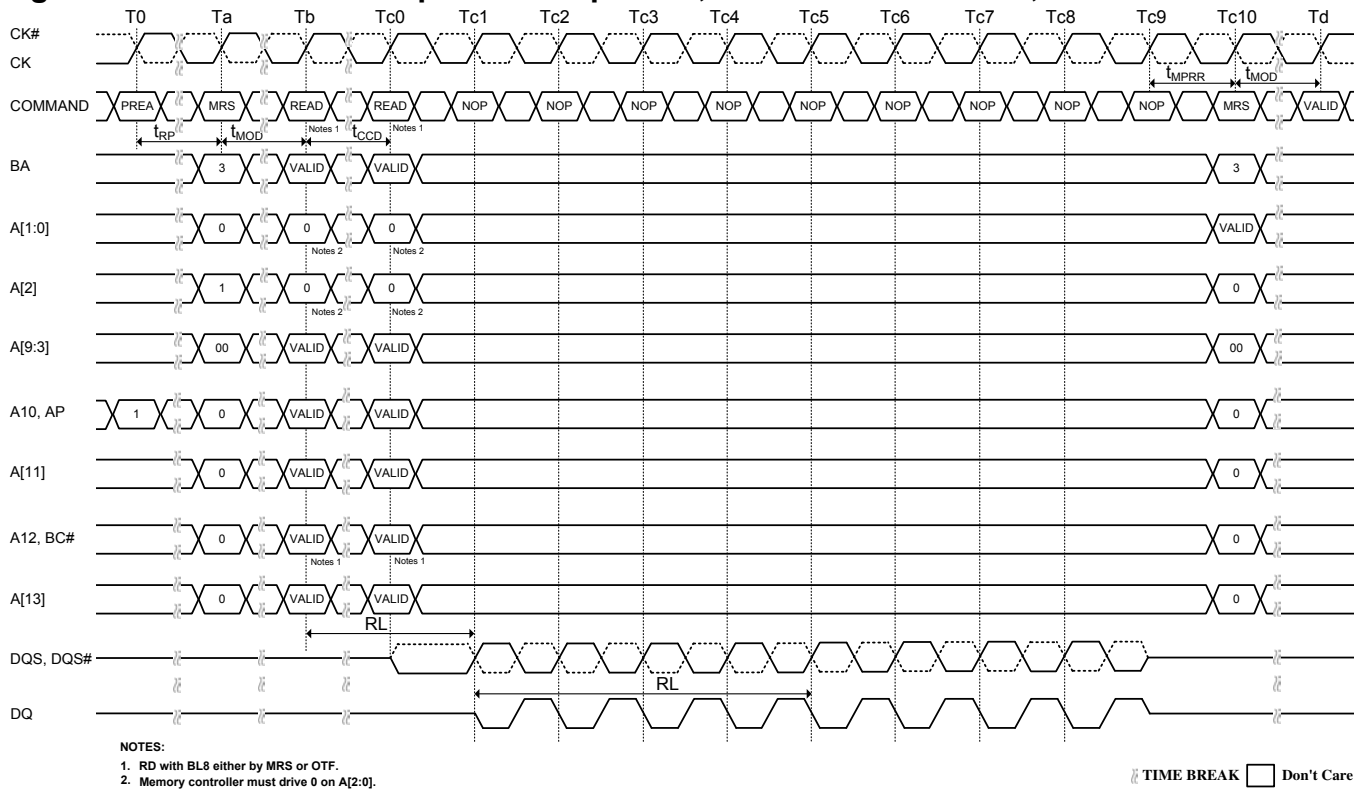 T0 Ta Tb Tc0 Tc1 Tc2 Tc3 Tc4 Tc5 Tc6 Tc7 Tc8 Tc9 Tc10 Td
CK#
CK
tMPRR tMOD
COMMAND PREA MRS READ READ NOP NOP NOP NOP NOP NOP NOP NOP NOP MRS VALID
Notes 1 Notes 1
tRP tMOD tCCD
BA 3 VALID VALID 3
A[1:0] 0 0 0 VALID
Notes 2 Notes 2
A[2] 1 0 0 0
Notes 2 Notes 2
A[9:3] 00 VALID VALID 00
A10, AP 1 0 VALID VALID 0
A[11] 0 VALID VALID 0
A12, BC# 0 VALID VALID 0
Notes 1 Notes 1
A[13] 0 VALID VALID 0
RL
DQS, DQS#
RL
DQ
NOTES:
1. RD with BL8 either by MRS or OTF.
2. Memory controller must drive 0 on A[2:0].
TIME BREAK Don't Care